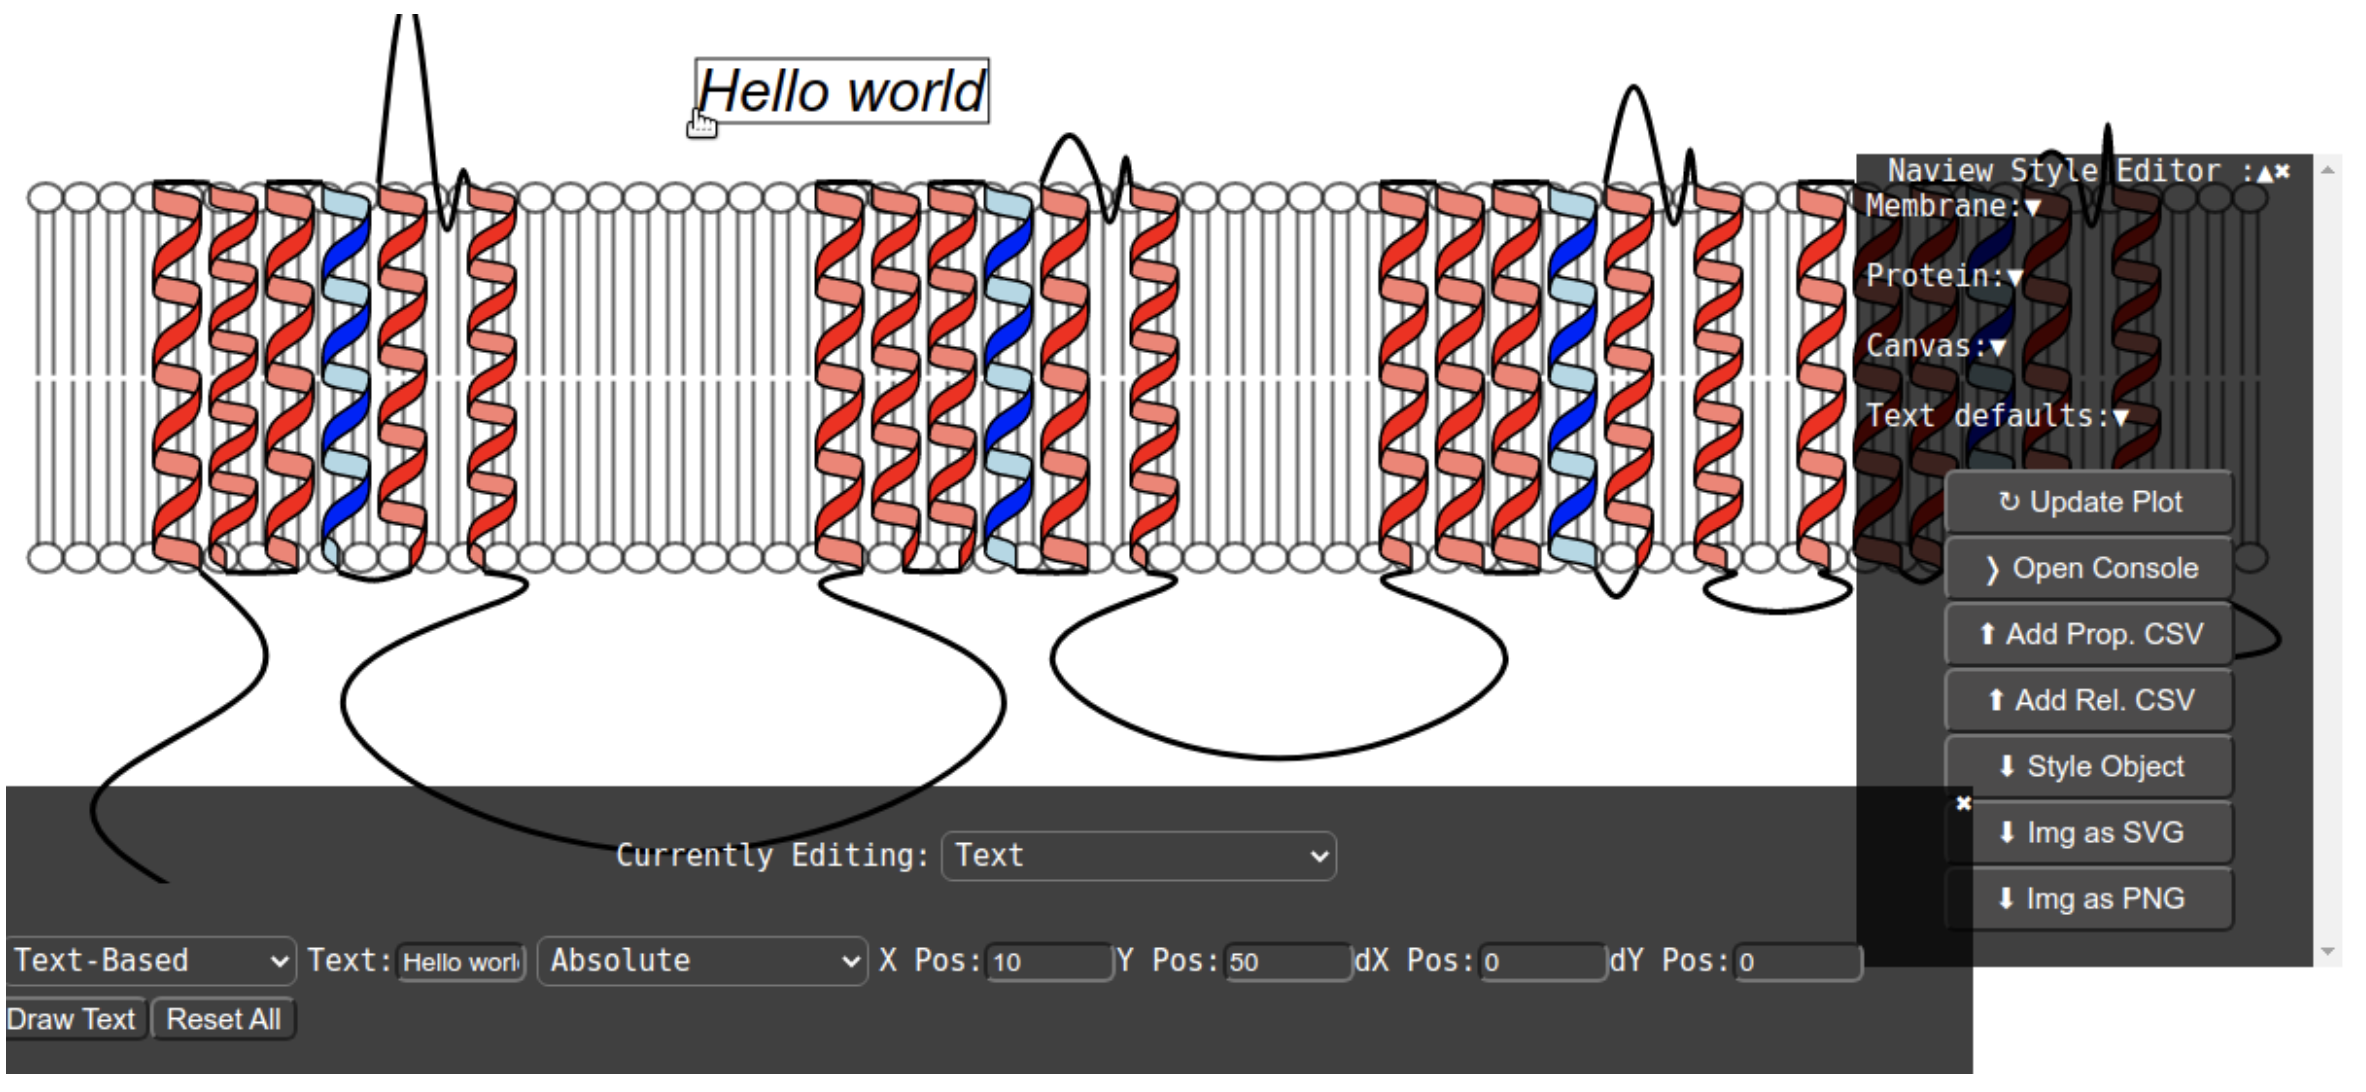 Hello world
Naview Style Editor :▲✖
Membrane:▼
Protein:▼
Canvas:▼
Text defaults:▼
↻ Update Plot
❭ Open Console
⬆ Add Prop. CSV
⬆ Add Rel. CSV
⬇ Style Object
⬇ Img as SVG
⬇ Img as PNG
✖
Currently Editing: Text
Text-Based Text: Hello worl Absolute X Pos: 10 Y Pos: 50 dX Pos: 0 dY Pos: 0
Draw Text Reset All